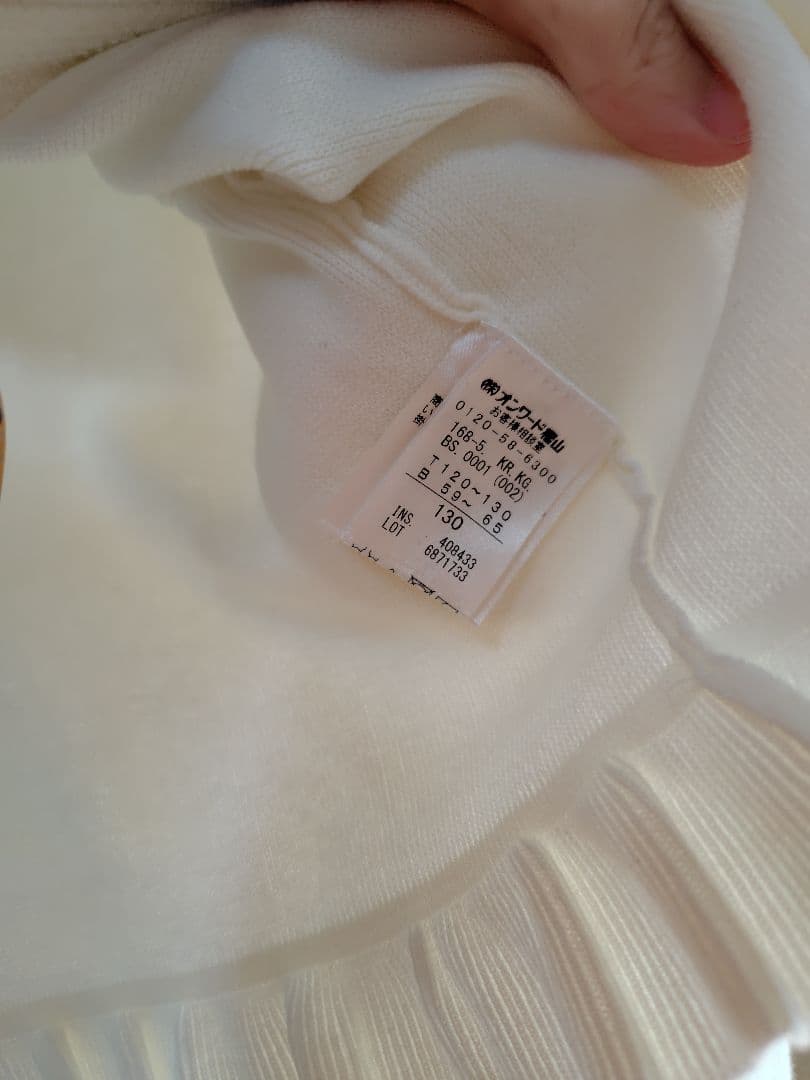 ㈱オンワード樫山
お客様相談室
0120-58-6300
168-5. KR.KG.
BS. 0001 (002)
T 120~130
B 59~ 65
130
INS. 408433
LOT 6871733